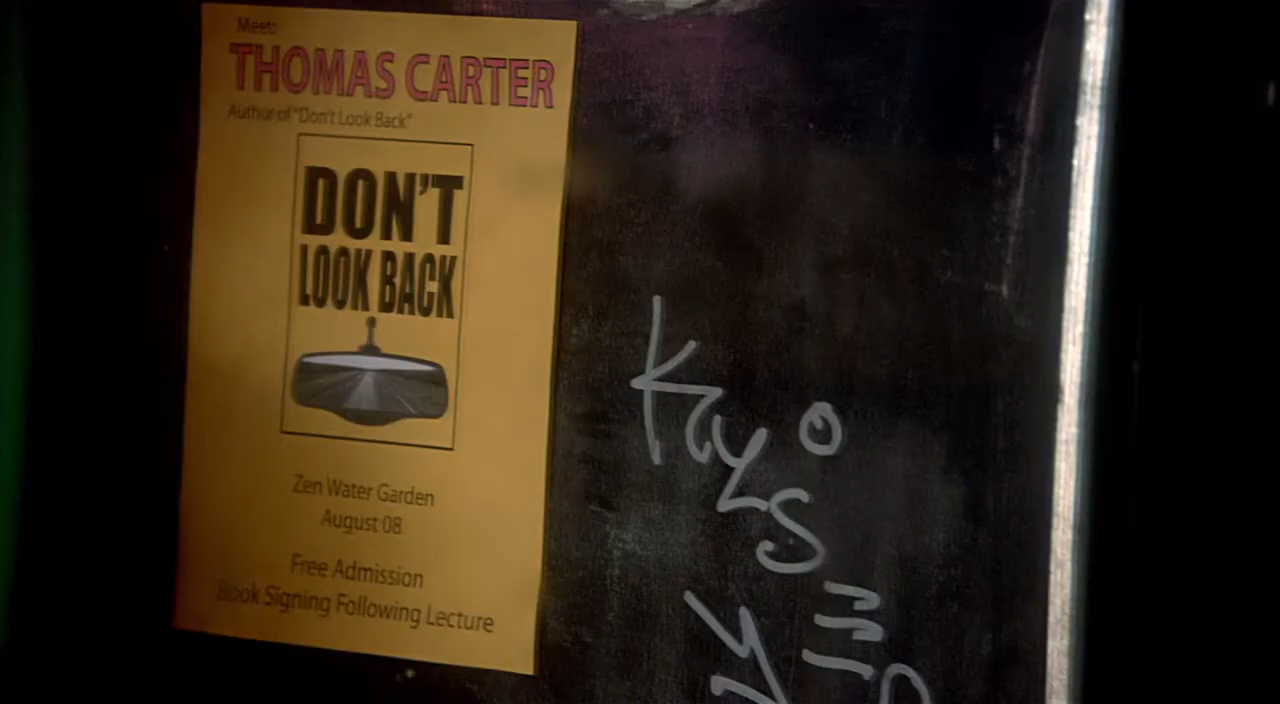 Meet:
THOMAS CARTER
Author of "Don't Look Back"
DON'T
LOOK BACK
Zen Water Garden
August 08
Free Admission
Book Signing Following Lecture